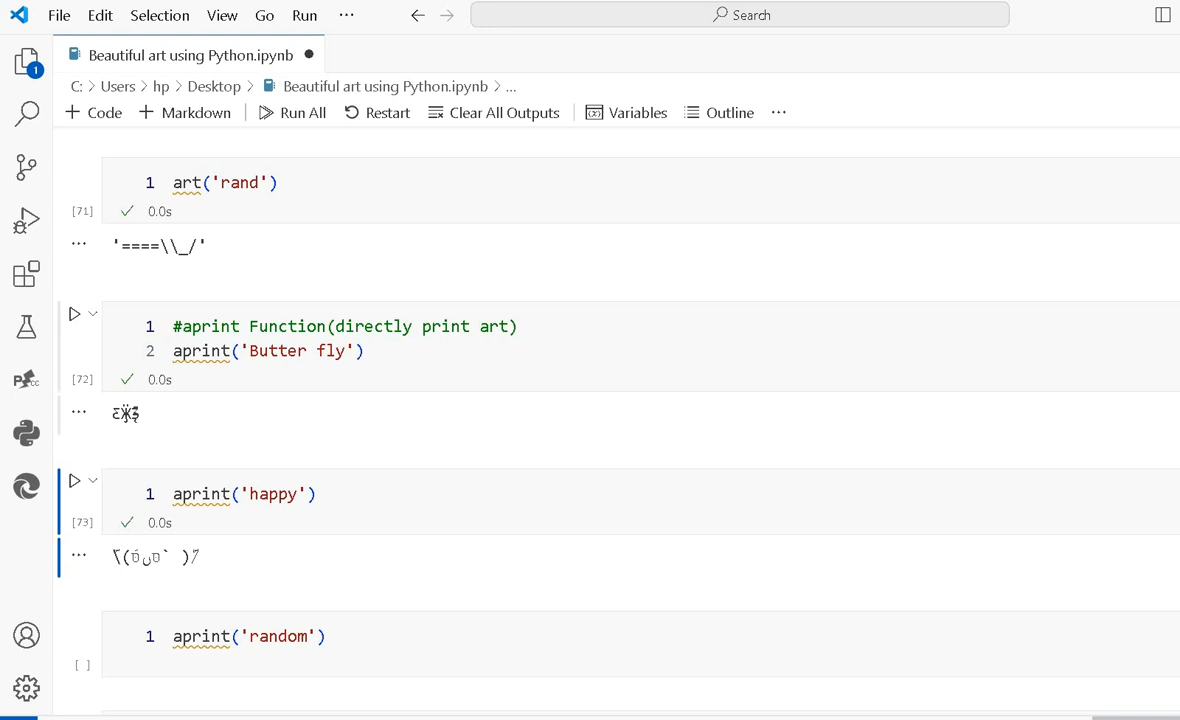 File Edit Selection View Go Run ··· Search
1
Beautiful art using Python.ipynb
C: > Users > hp > Desktop > Beautiful art using Python.ipynb > ...
+ Code + Markdown Run All Restart Clear All Outputs Variables Outline ···
1 art('rand')
[71] 0.0s
'====\\_/'
1 #aprint Function(directly print art)
2 aprint('Butter fly')
[72] 0.0s
1 aprint('happy')
[73] 0.0s
1 aprint('random')
[ ]